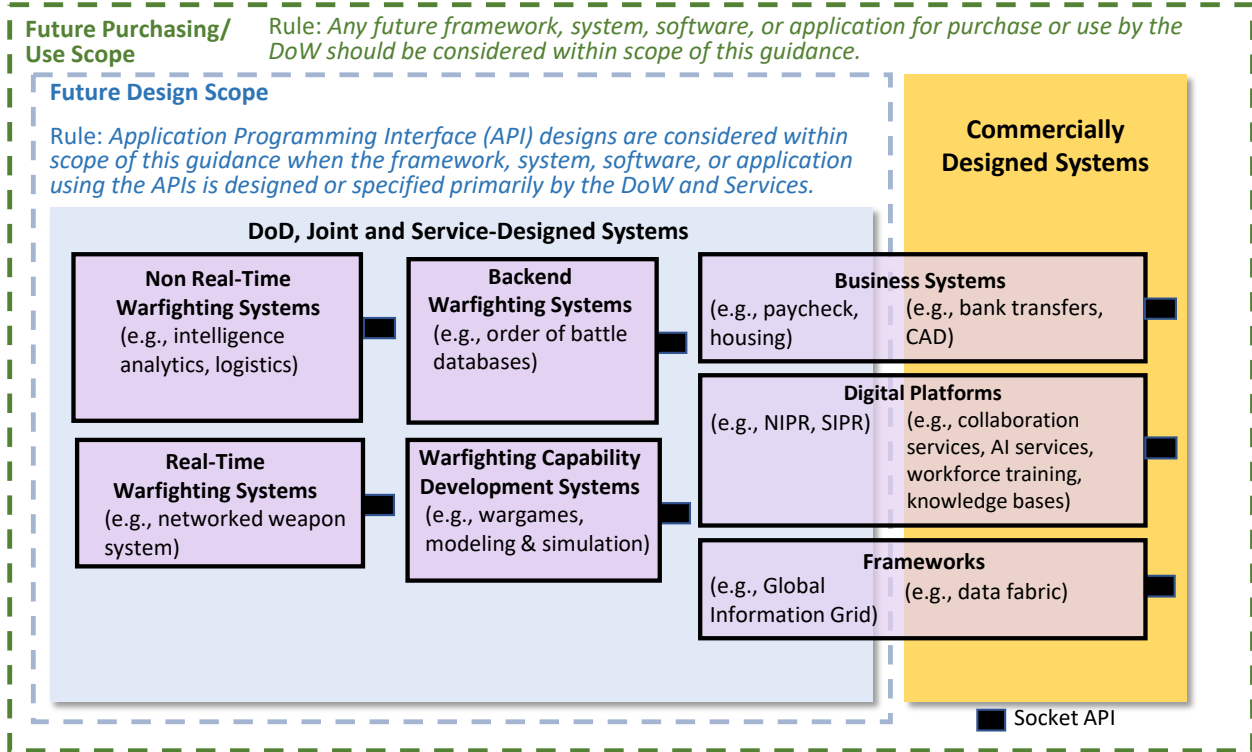 Future Purchasing/
Use Scope
Rule: Any future framework, system, software, or application for purchase or use by the
DoW should be considered within scope of this guidance.
Future Design Scope
Rule: Application Programming Interface (API) designs are considered within
scope of this guidance when the framework, system, software, or application
using the APIs is designed or specified primarily by the DoW and Services.
Commercially
Designed Systems
DoD, Joint and Service-Designed Systems
Non Real-Time
Warfighting Systems
(e.g., intelligence
analytics, logistics)
Backend
Warfighting Systems
(e.g., order of battle
databases)
Business Systems
(e.g., paycheck,
housing)
(e.g., bank transfers,
CAD)
Digital Platforms
(e.g., NIPR, SIPR)
(e.g., collaboration
services, AI services,
workforce training,
knowledge bases)
Real-Time
Warfighting Systems
(e.g., networked weapon
system)
Warfighting Capability
Development Systems
(e.g., wargames,
modeling & simulation)
Frameworks
(e.g., Global
Information Grid)
(e.g., data fabric)
Socket API